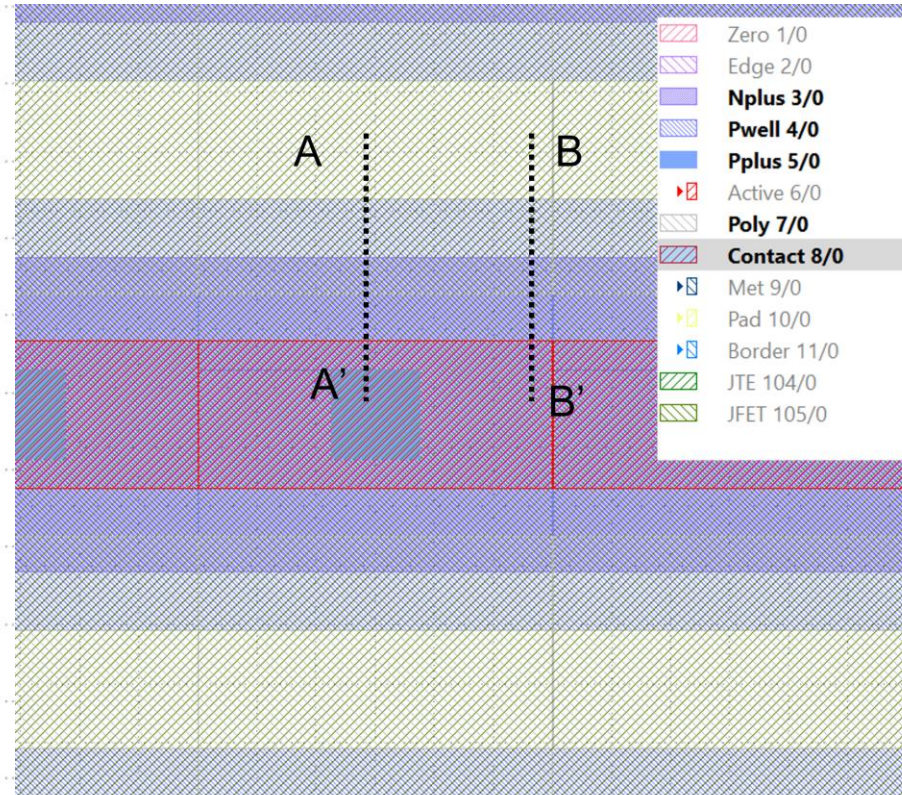 Zero 1/0
Edge 2/0
Nplus 3/0
Pwell 4/0
Pplus 5/0
Active 6/0
Poly 7/0
Contact 8/0
Met 9/0
Pad 10/0
Border 11/0
JTE 104/0
JFET 105/0
A
B
A'
B'